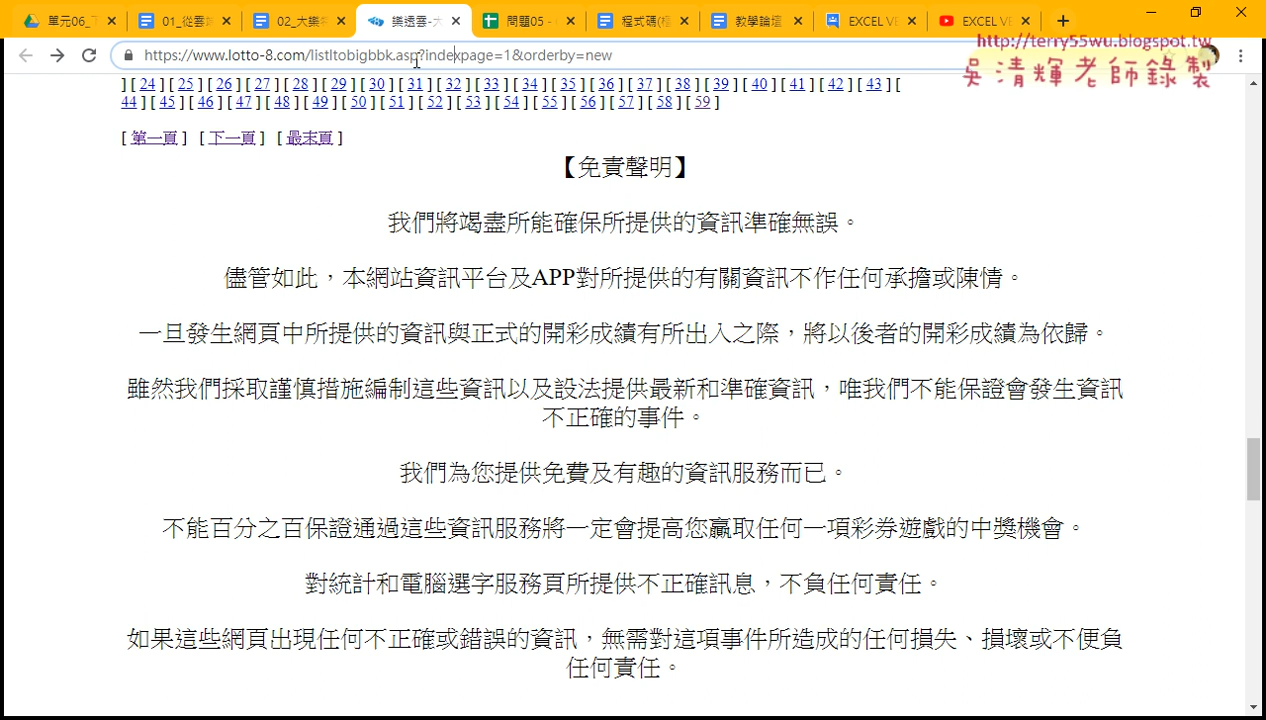 單元06_下
01_從雲端
02_大樂
樂透雲-大
問題05 -
程式碼(柱
教學論壇
EXCEL VE
EXCEL VE
https://www.lotto-8.com/listltobigbbk.asp?indexpage=1&orderby=new
http://terry55wu.blogspot.tw
吳清輝老師錄製
] [ 24 ] [ 25 ] [ 26 ] [ 27 ] [ 28 ] [ 29 ] [ 30 ] [ 31 ] [ 32 ] [ 33 ] [ 34 ] [ 35 ] [ 36 ] [ 37 ] [ 38 ] [ 39 ] [ 40 ] [ 41 ] [ 42 ] [ 43 ] [
44 ] [ 45 ] [ 46 ] [ 47 ] [ 48 ] [ 49 ] [ 50 ] [ 51 ] [ 52 ] [ 53 ] [ 54 ] [ 55 ] [ 56 ] [ 57 ] [ 58 ] [ 59 ]
[ 第一頁 ] [ 下一頁 ] [ 最末頁 ]
【免責聲明】
我們將竭盡所能確保所提供的資訊準確無誤。
儘管如此，本網站資訊平台及APP對所提供的有關資訊不作任何承擔或陳情。
一旦發生網頁中所提供的資訊與正式的開彩成績有所出入之際，將以後者的開彩成績為依歸。
雖然我們採取謹慎措施編制這些資訊以及設法提供最新和準確資訊，唯我們不能保證會發生資訊
不正確的事件。
我們為您提供免費及有趣的資訊服務而已。
不能百分之百保證通過這些資訊服務將一定會提高您贏取任何一項彩券遊戲的中獎機會。
對統計和電腦選字服務頁所提供不正確訊息，不負任何責任。
如果這些網頁出現任何不正確或錯誤的資訊，無需對這項事件所造成的任何損失、損壞或不便負
任何責任。